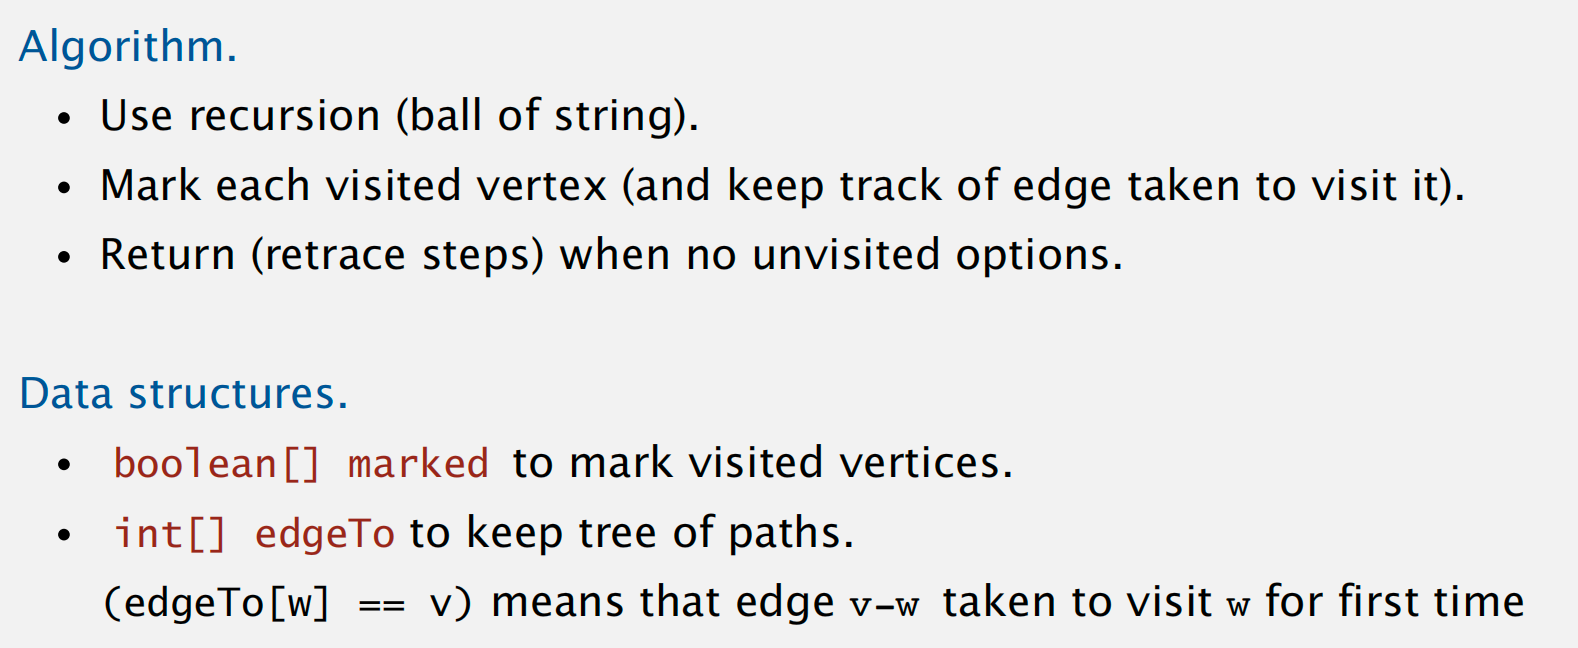 Algorithm.
• Use recursion (ball of string).
• Mark each visited vertex (and keep track of edge taken to visit it).
• Return (retrace steps) when no unvisited options.
Data structures.
• boolean[] marked to mark visited vertices.
• int[] edgeTo to keep tree of paths.
(edgeTo[w] == v) means that edge v-w taken to visit w for first time